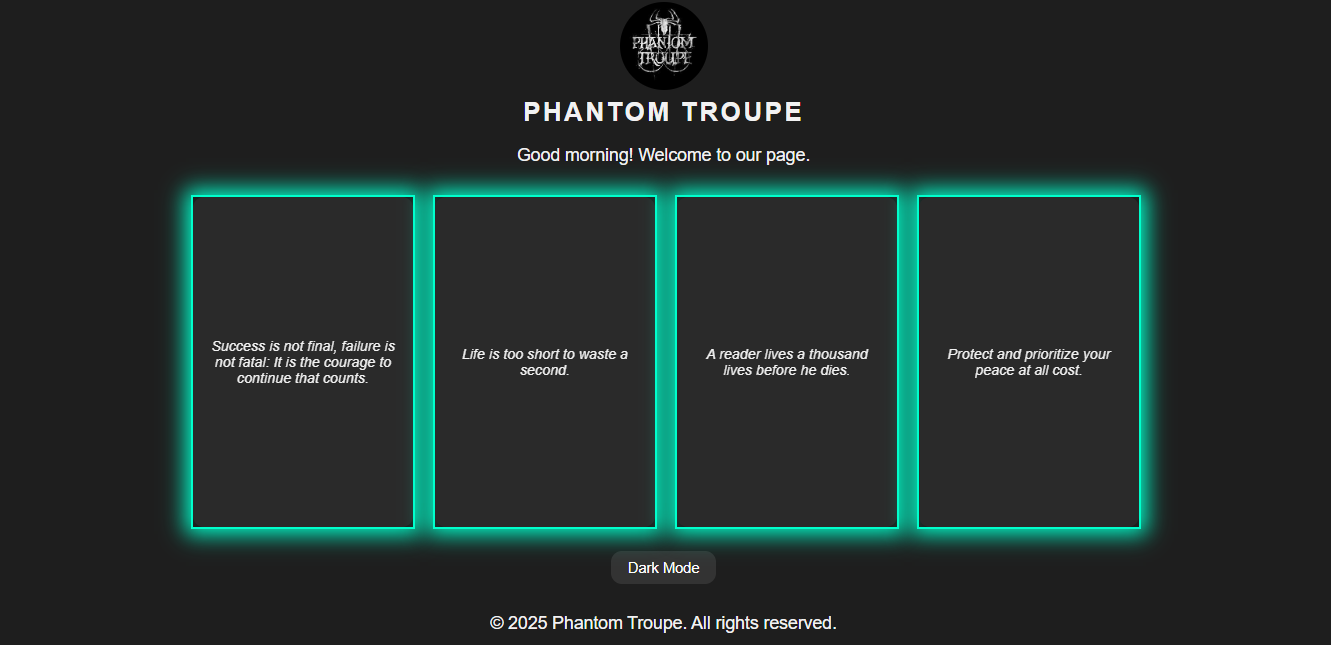 PHANTOM
TROUPE
PHANTOM TROUPE
Good morning! Welcome to our page.
Success is not final, failure is
not fatal: It is the courage to
continue that counts.
Life is too short to waste a
second.
A reader lives a thousand
lives before he dies.
Protect and prioritize your
peace at all cost.
Dark Mode
© 2025 Phantom Troupe. All rights reserved.